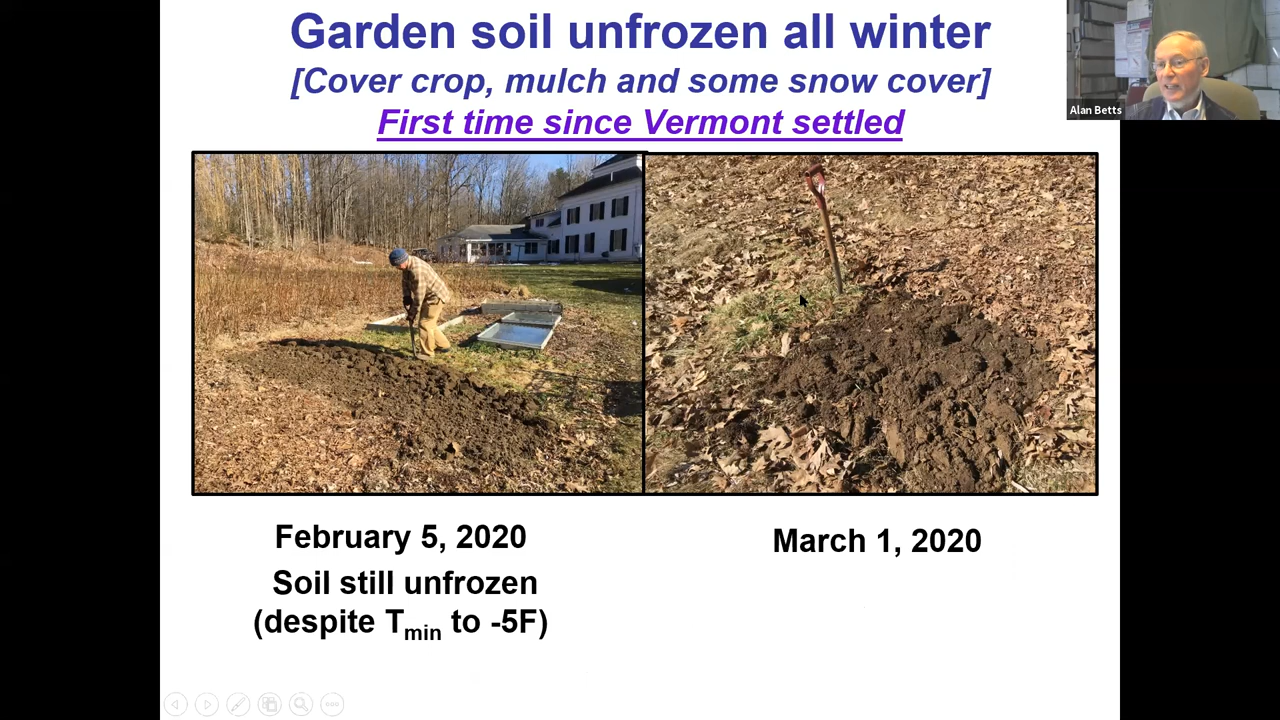 Garden soil unfrozen all winter
[Cover crop, mulch and some snow cover]
First time since Vermont settled
Alan Betts
February 5, 2020
Soil still unfrozen
(despite Tmin to -5F)
March 1, 2020